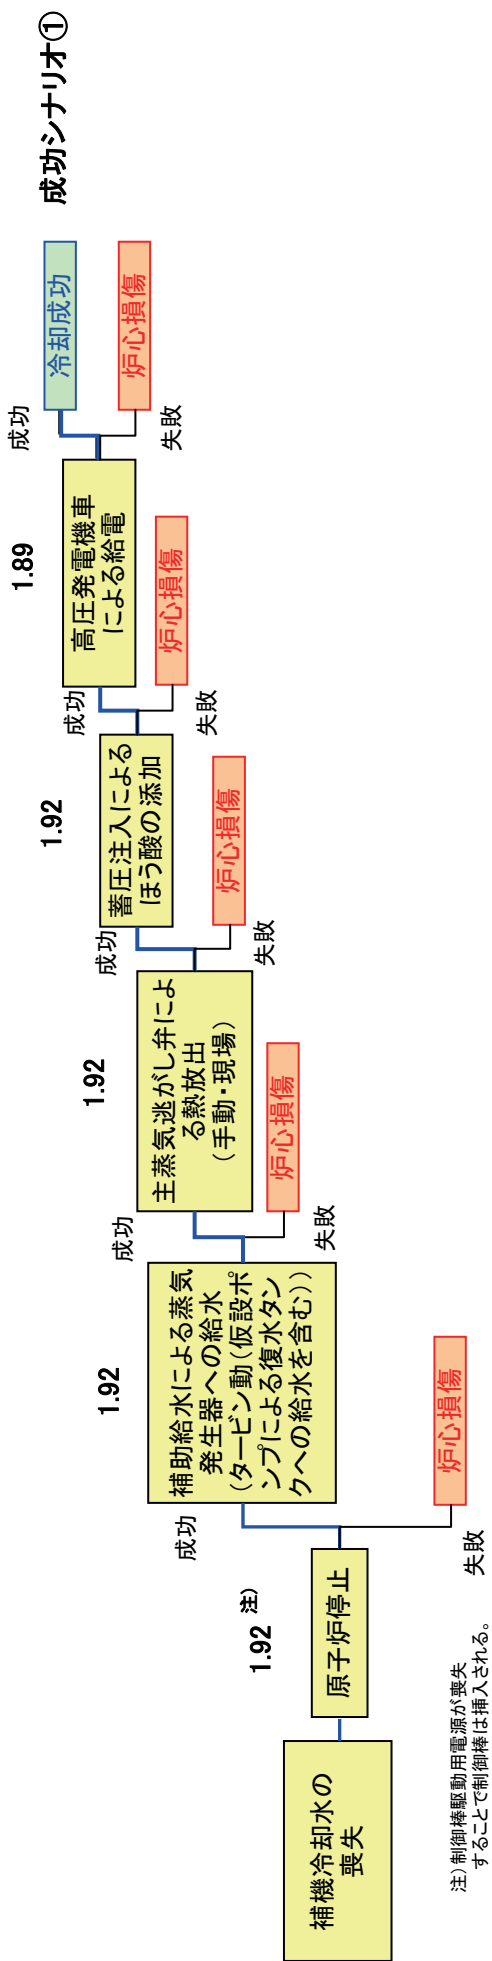 補機冷却水の
喪失
1.92 注)
原子炉停止
成功
失敗
炉心損傷
1.92
補助給水による蒸気
発生器への給水
(タービン動(仮設ポ
ンプによる復水タン
クへの給水を含む))
成功
失敗
炉心損傷
1.92
主蒸気逃がし弁によ
る熱放出
(手動・現場)
成功
失敗
炉心損傷
1.92
蓄圧注入による
ほう酸の添加
成功
失敗
炉心損傷
1.89
高圧発電機車
による給電
成功
失敗
冷却成功
炉心損傷
成功シナリオ①
注)制御棒駆動用電源が喪失
することで制御棒は挿入される。